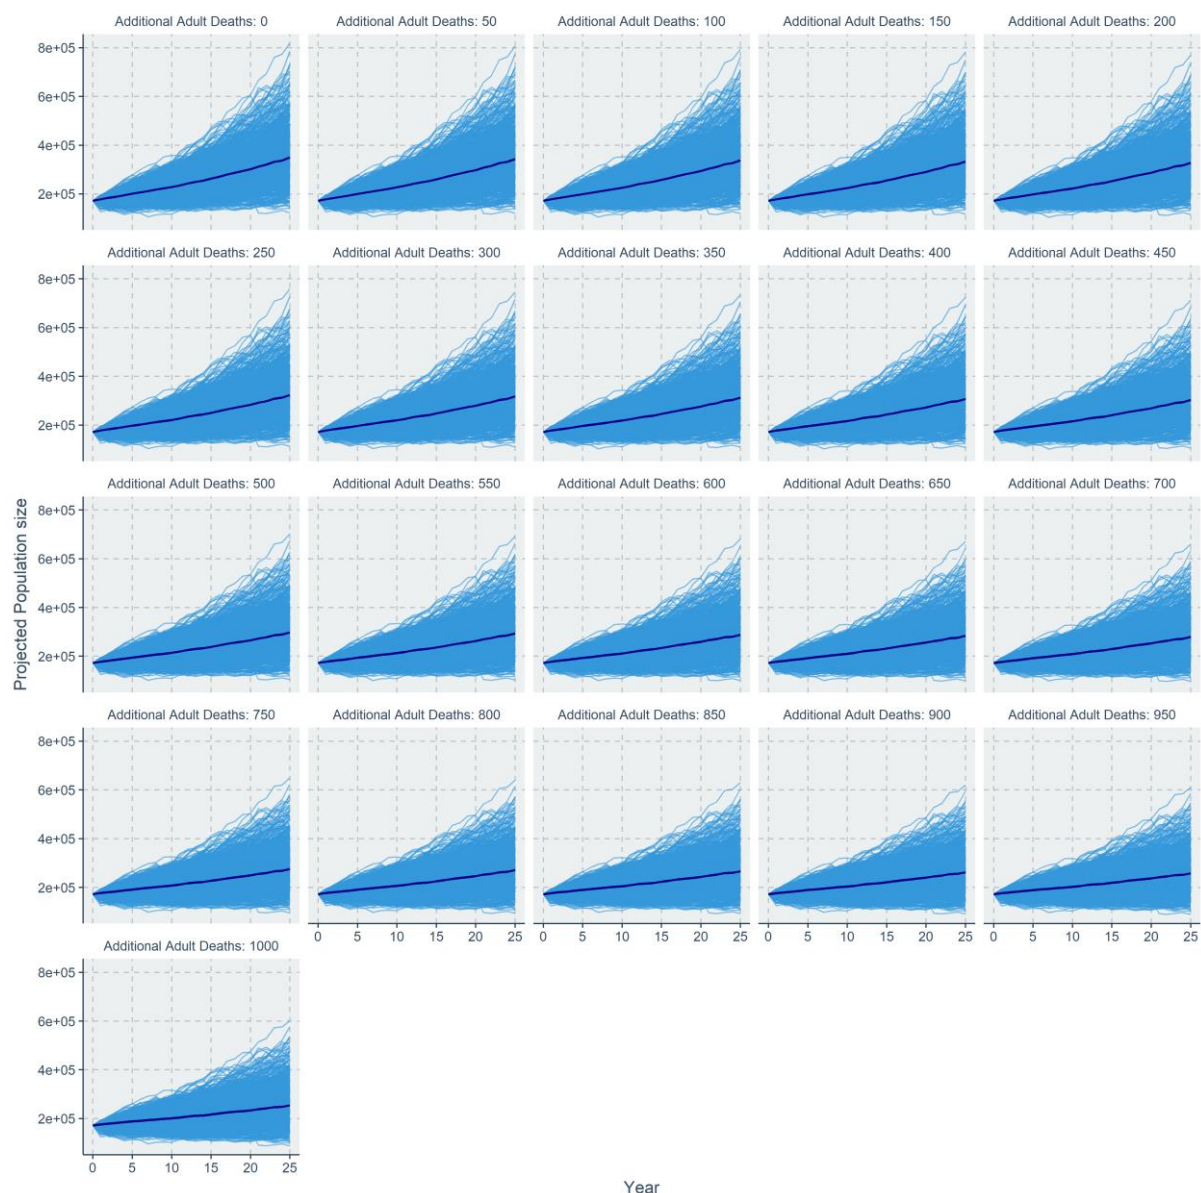 Additional Adult Deaths: 0
Additional Adult Deaths: 50
Additional Adult Deaths: 100
Additional Adult Deaths: 150
Additional Adult Deaths: 200
8e+05
6e+05
4e+05
2e+05
Additional Adult Deaths: 250
Additional Adult Deaths: 300
Additional Adult Deaths: 350
Additional Adult Deaths: 400
Additional Adult Deaths: 450
8e+05
6e+05
4e+05
2e+05
Projected Population size
Additional Adult Deaths: 500
Additional Adult Deaths: 550
Additional Adult Deaths: 600
Additional Adult Deaths: 650
Additional Adult Deaths: 700
8e+05
6e+05
4e+05
2e+05
Additional Adult Deaths: 750
Additional Adult Deaths: 800
Additional Adult Deaths: 850
Additional Adult Deaths: 900
Additional Adult Deaths: 950
8e+05
6e+05
4e+05
2e+05
0 5 10 15 20 25
0 5 10 15 20 25
0 5 10 15 20 25
0 5 10 15 20 25
Additional Adult Deaths: 1000
8e+05
6e+05
4e+05
2e+05
0 5 10 15 20 25
Year